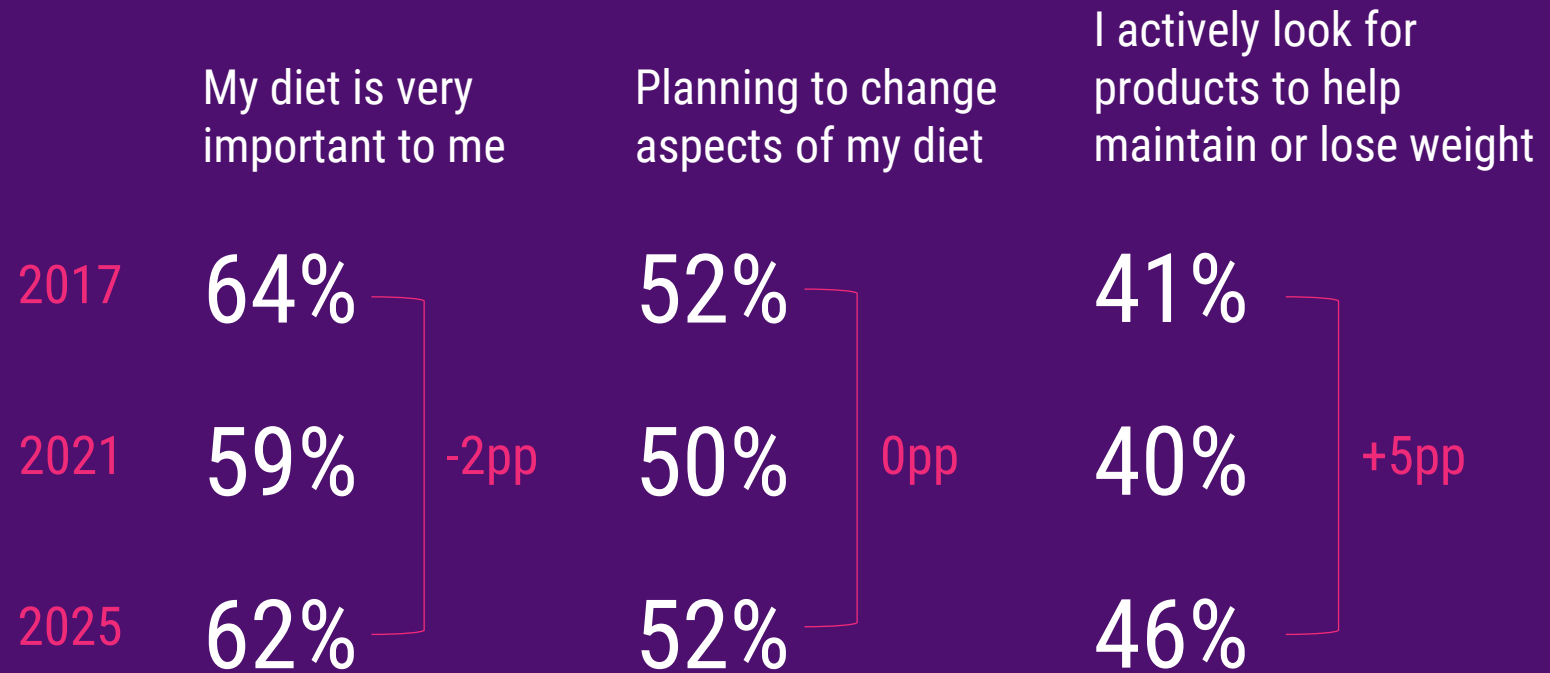 My diet is very
important to me
Planning to change
aspects of my diet
I actively look for
products to help
maintain or lose weight
2017 64% 52% 41%
2021 59% -2pp 50% 0pp 40% +5pp
2025 62% 52% 46%